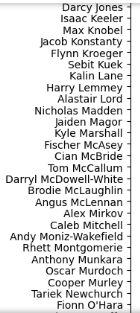 Darcy Jones
Isaac Keeler
Max Knobel
Jacob Konstanty
Flynn Kroeger
Sebit Kuek
Kalin Lane
Harry Lemmey
Alastair Lord
Nicholas Madden
Jaiden Magor
Kyle Marshall
Fischer McAsey
Cian McBride
Tom McCallum
Darryl McDowell-White
Brodie McLaughlin
Angus McLennan
Alex Mirkov
Caleb Mitchell
Andy Moniz-Wakefield
Rhett Montgomerie
Anthony Munkara
Oscar Murdoch
Cooper Murley
Tariek Newchurch
Fionn O'Hara